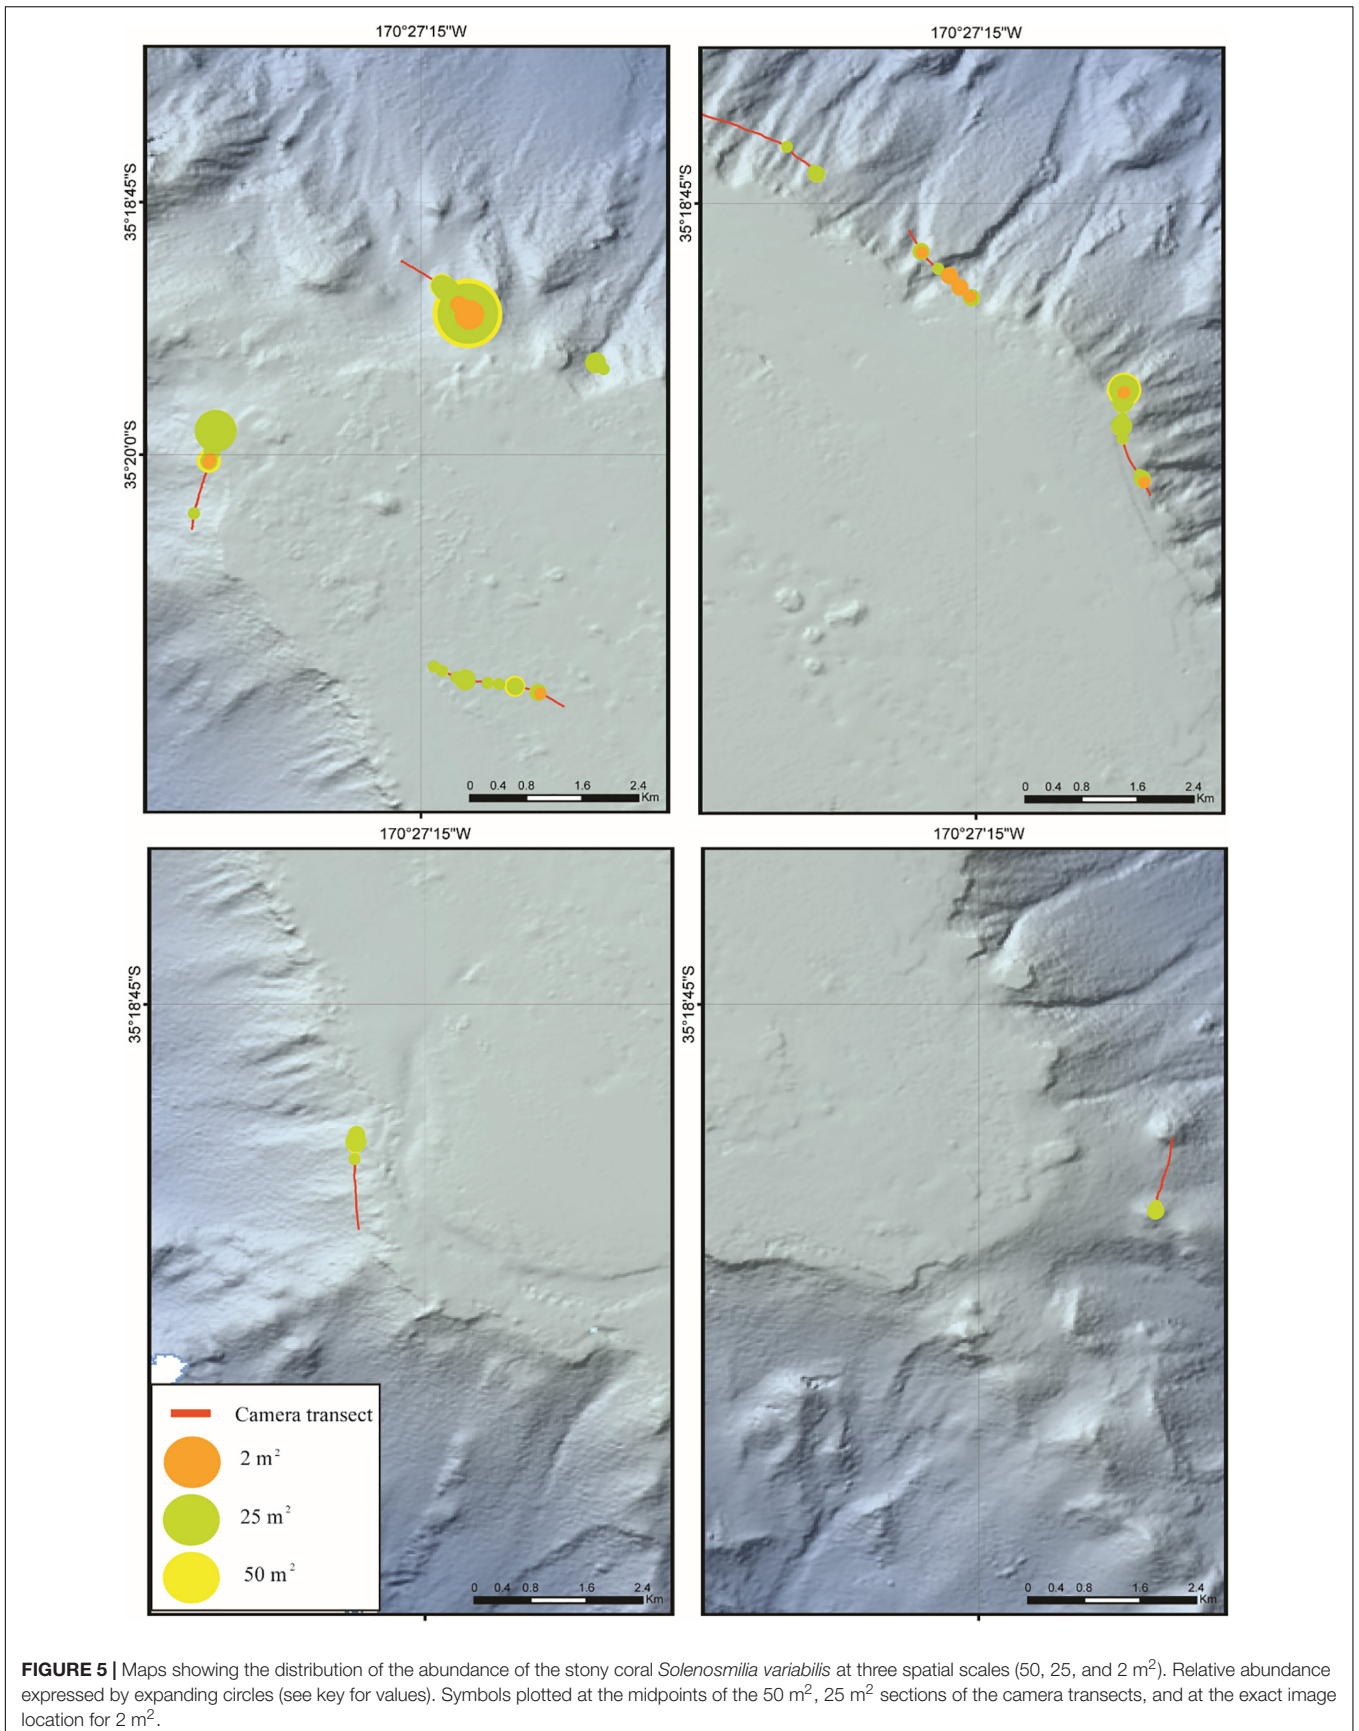 170°27'15"W
170°27'15"W
35°18'45"S
35°18'45"S
35°20'0"S
0 0.4 0.8 1.6 2.4
Km
0 0.4 0.8 1.6 2.4
Km
170°27'15"W
170°27'15"W
35°18'45"S
35°18'45"S
Camera transect
2 m²
25 m²
50 m²
0 0.4 0.8 1.6 2.4
Km
0 0.4 0.8 1.6 2.4
Km
FIGURE 5 | Maps showing the distribution of the abundance of the stony coral Solenosmilia variabilis at three spatial scales (50, 25, and 2 m²). Relative abundance
expressed by expanding circles (see key for values). Symbols plotted at the midpoints of the 50 m², 25 m² sections of the camera transects, and at the exact image
location for 2 m².